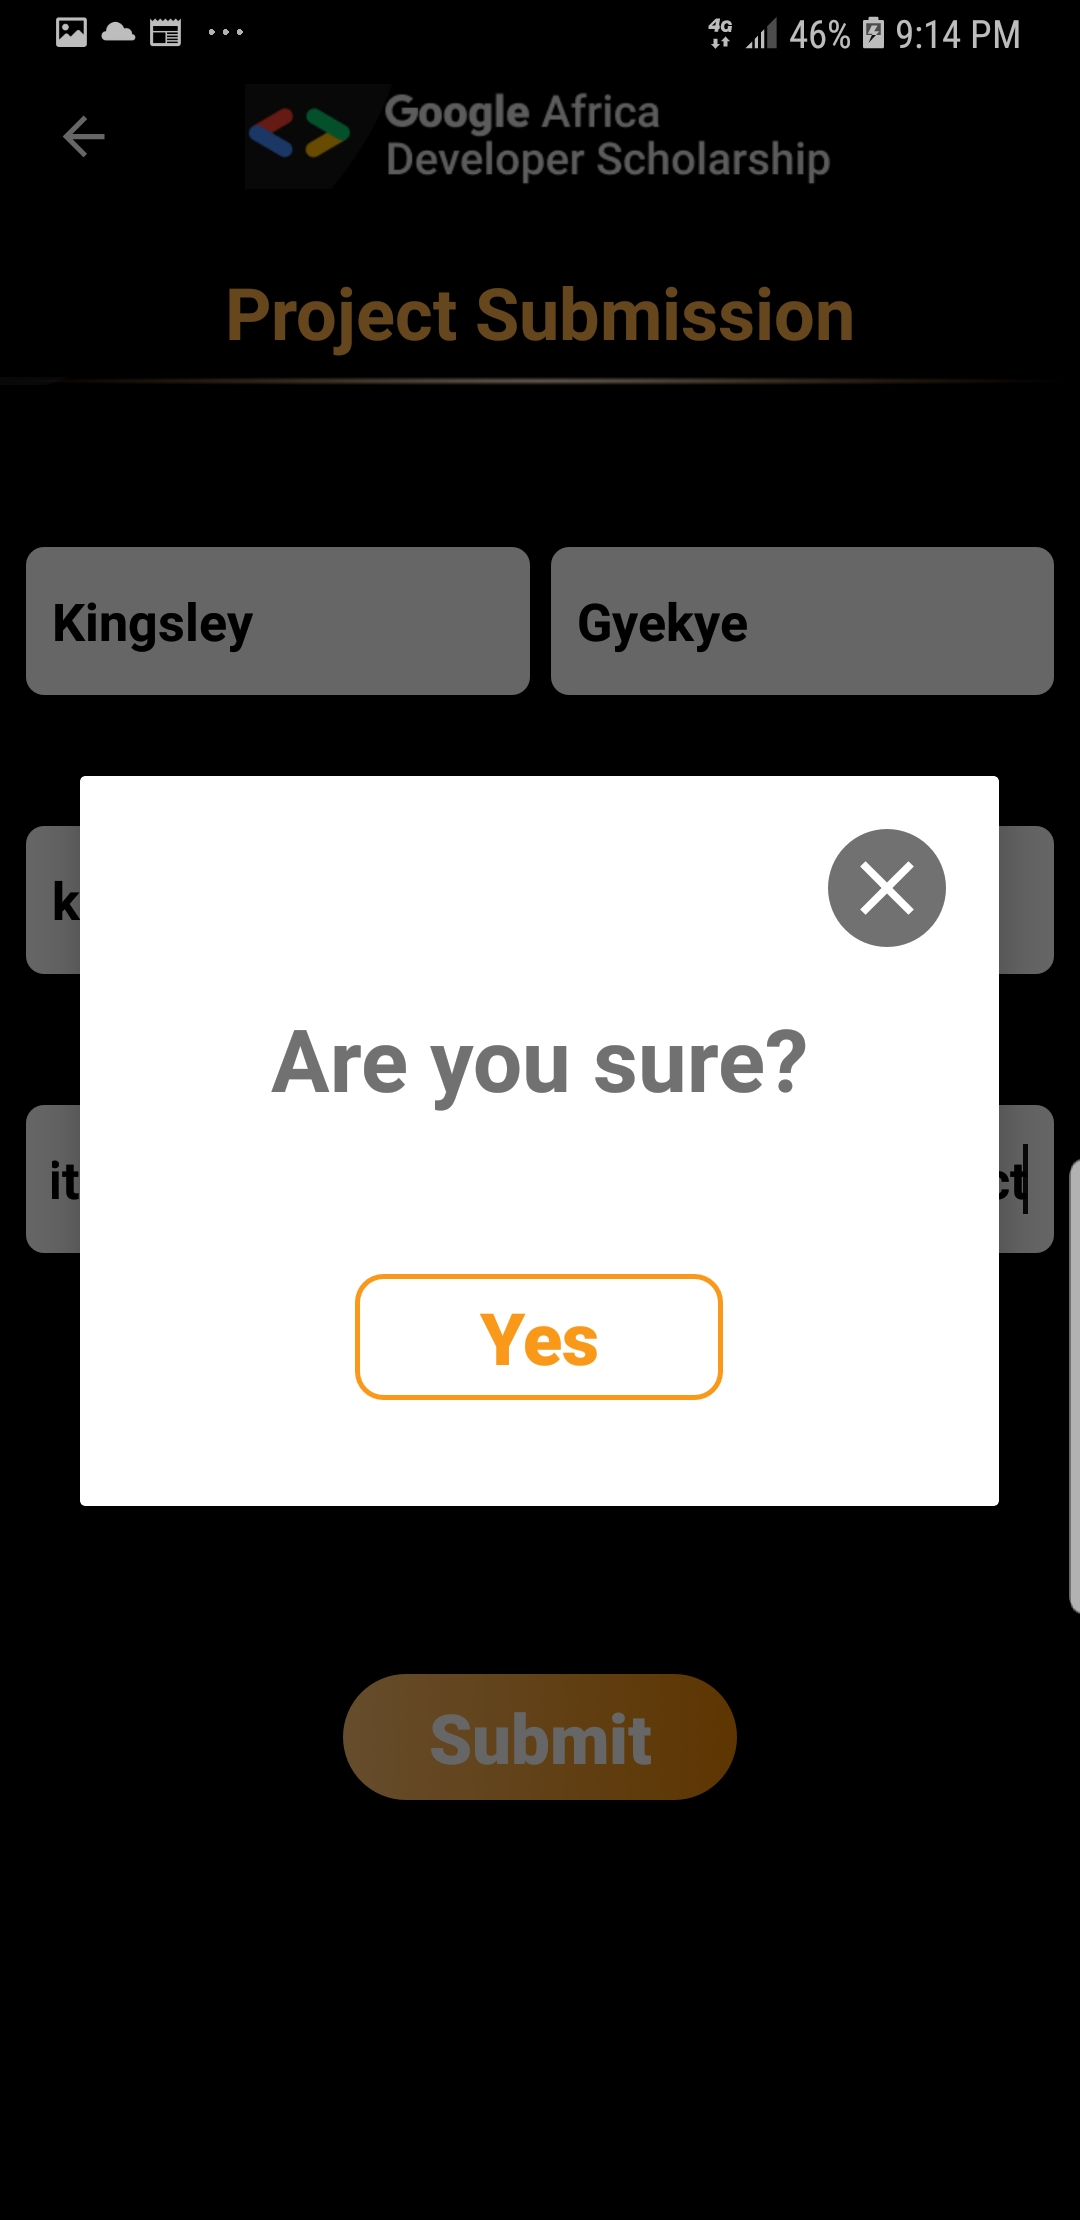 4G 46% 9:14 PM
Google Africa
Developer Scholarship
Project Submission
Kingsley Gyekye
k
Are you sure?
it ct
Yes
Submit